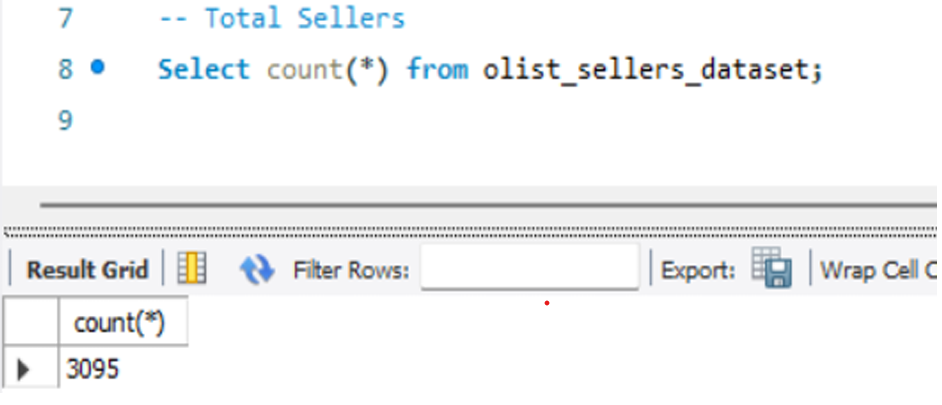 7 -- Total Sellers
8 Select count(*) from olist_sellers_dataset;
9
Result Grid Filter Rows: Export: Wrap Cell C
count(*)
3095